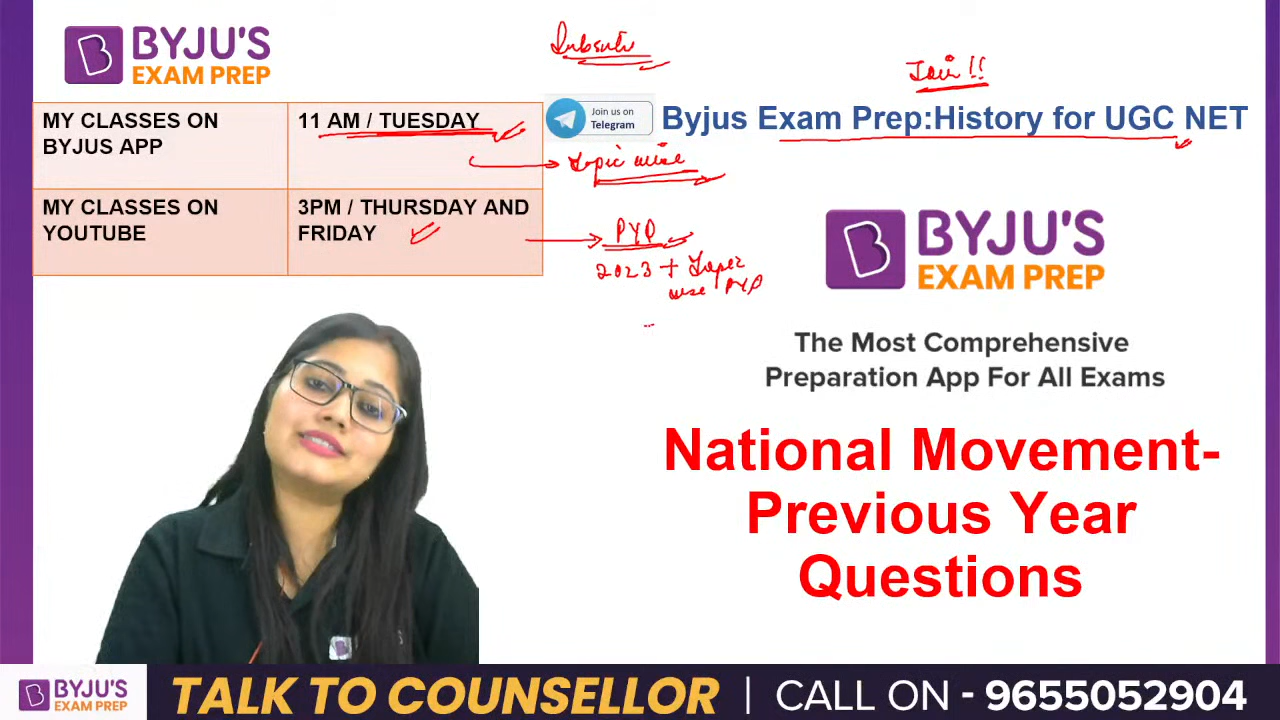 BYJU'S
EXAM PREP
Join !!
MY CLASSES ON
BYJUS APP
11 AM / TUESDAY
Join us on
Telegram
Byjus Exam Prep:History for UGC NET
Topic wise
MY CLASSES ON
YOUTUBE
3PM / THURSDAY AND
FRIDAY
PYP
2023 +
wise PYP
BYJU'S
EXAM PREP
The Most Comprehensive
Preparation App For All Exams
National Movement-
Previous Year
Questions
BYJU'S
EXAM PREP
TALK TO COUNSELLOR | CALL ON - 9655052904